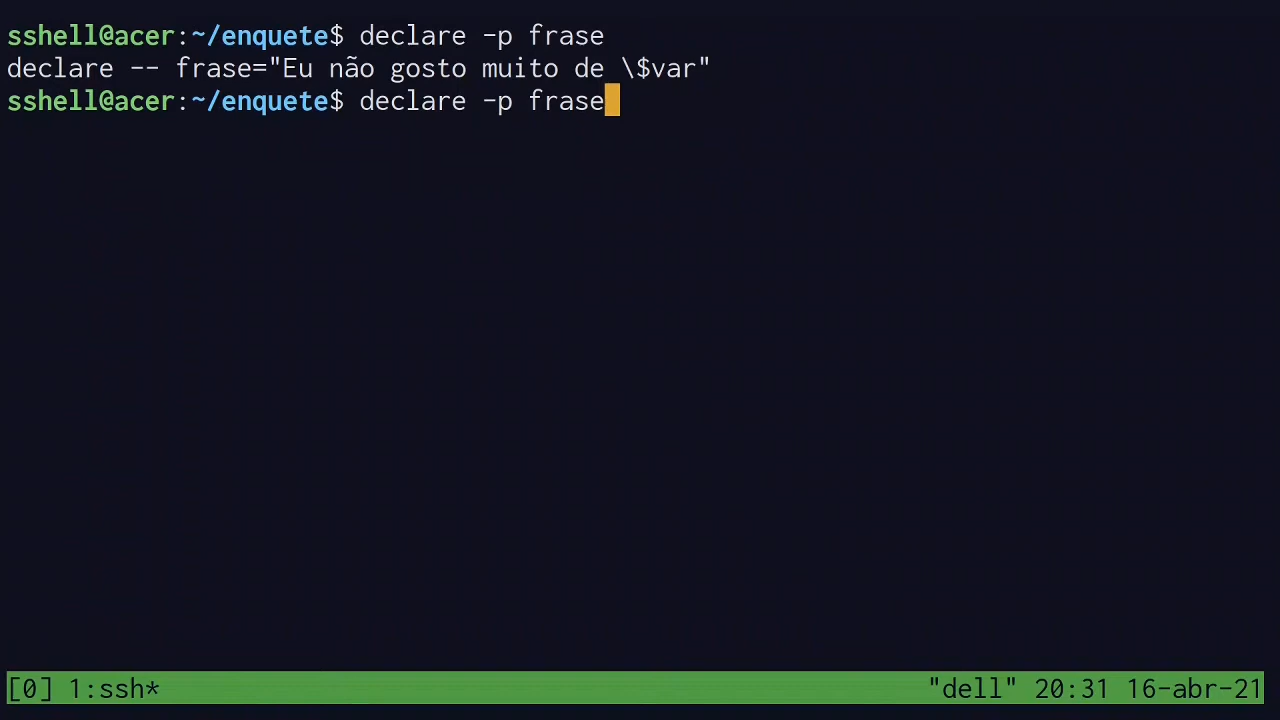 sshell@acer:~/enquete$ declare -p frase
declare -- frase="Eu não gosto muito de \$var"
sshell@acer:~/enquete$ declare -p frase
[0] 1:ssh* "dell" 20:31 16-abr-21